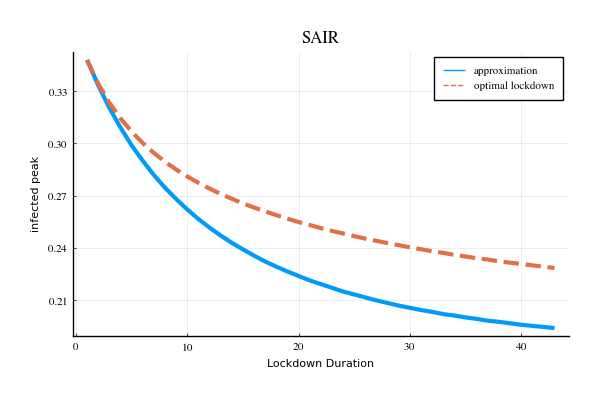 SAIR
approximation
optimal lockdown
0.33
0.30
0.27
0.24
0.21
infected peak
0
10
20
30
40
Lockdown Duration